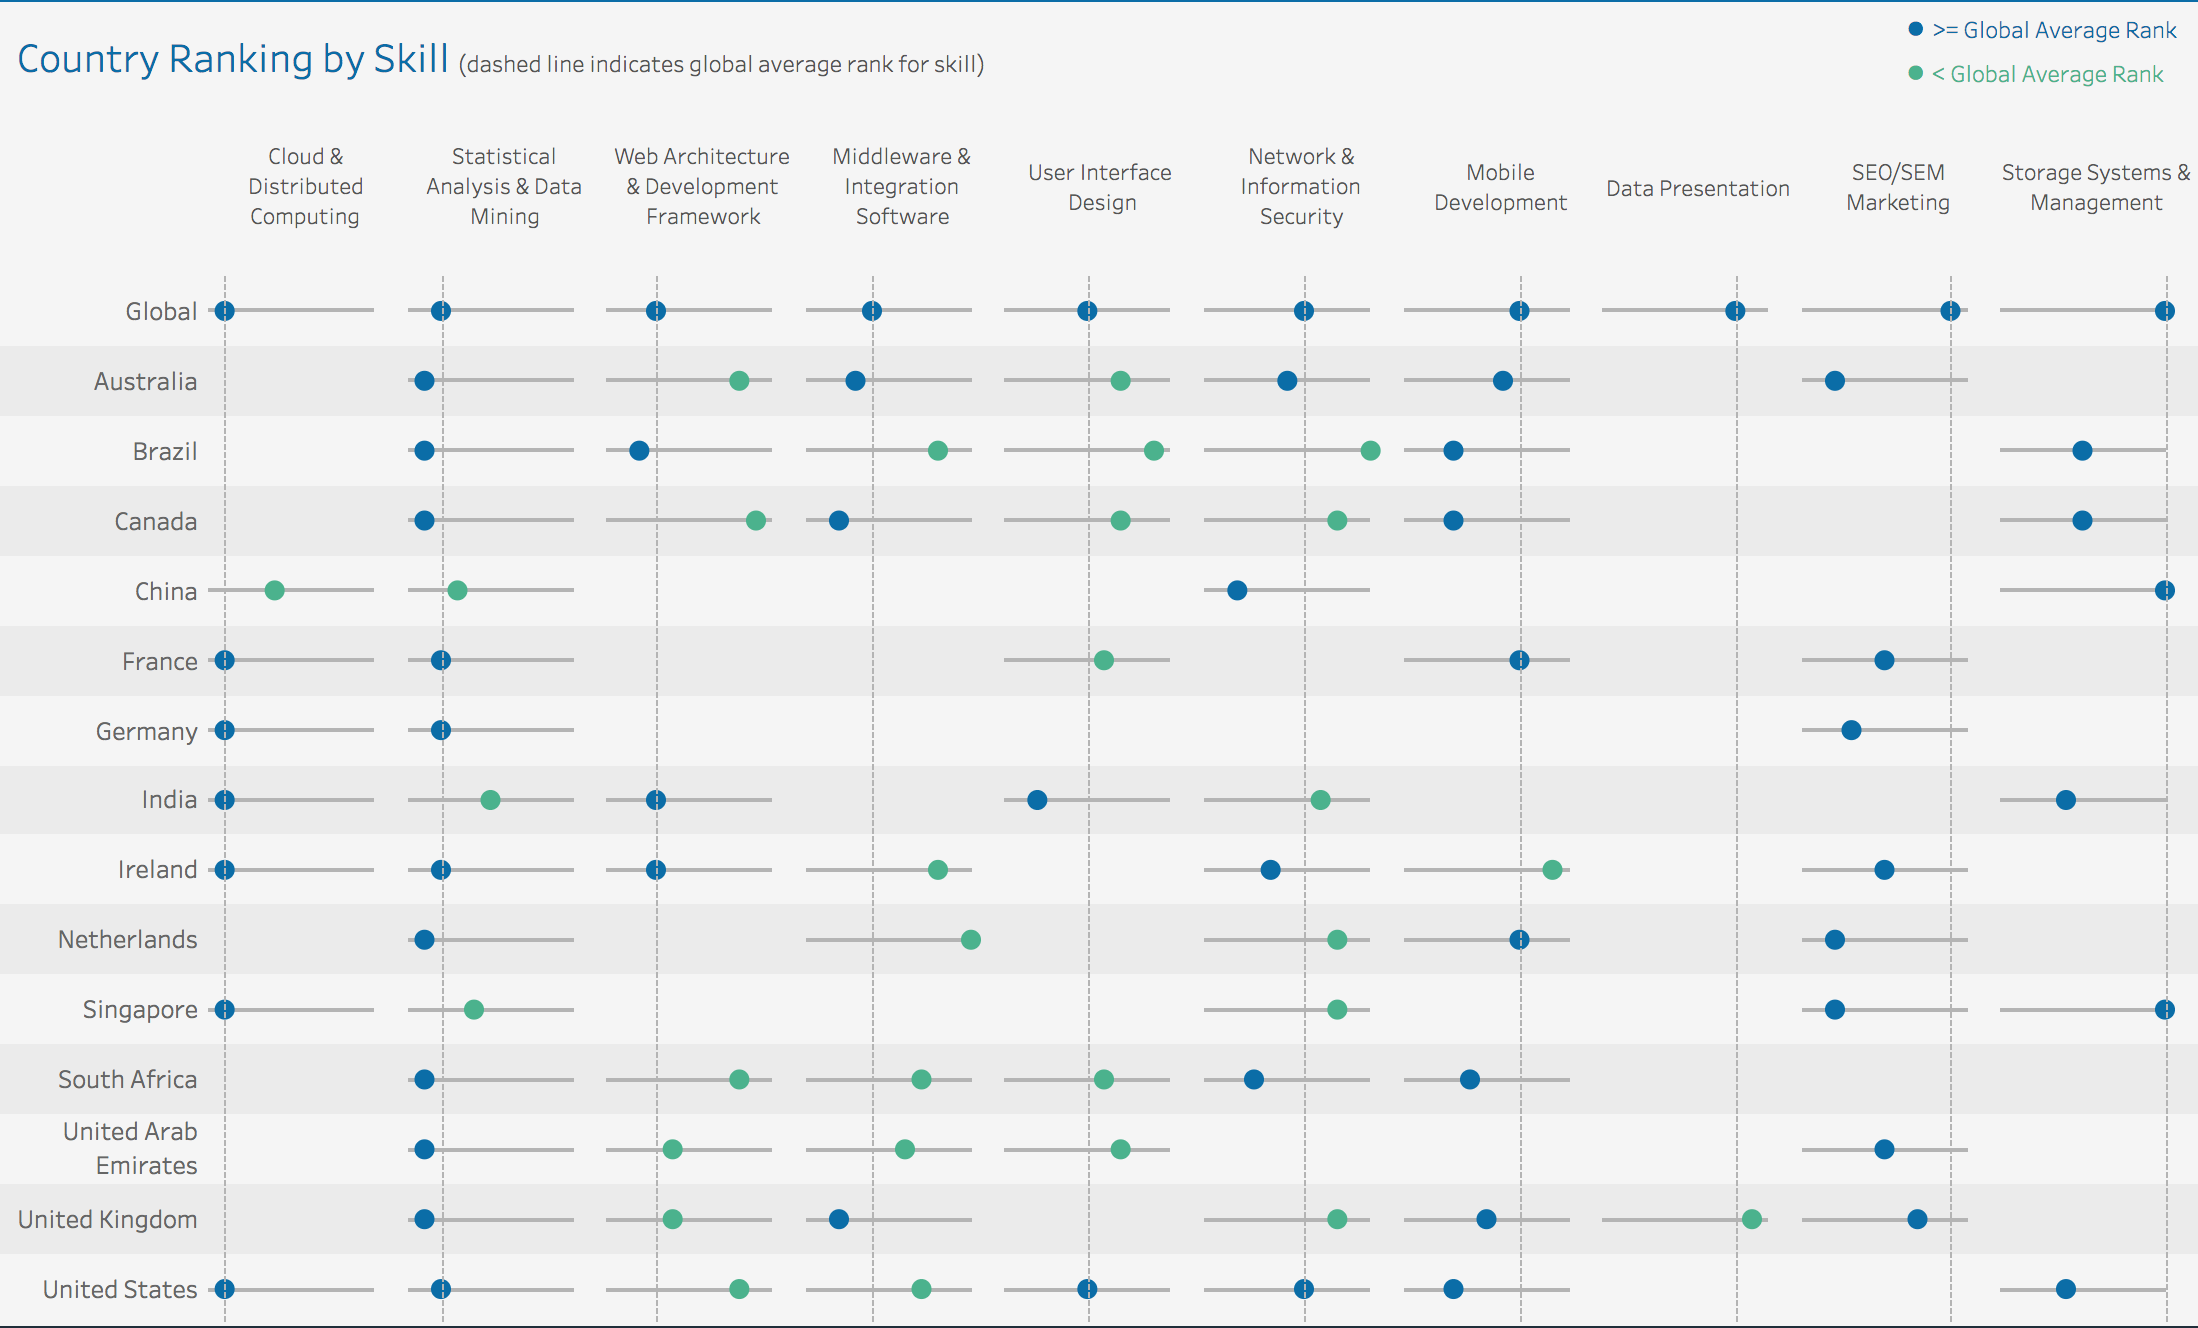 >= Global Average Rank
Country Ranking by Skill (dashed line indicates global average rank for skill)
< Global Average Rank
Cloud &
Distributed
Computing
Statistical
Analysis & Data
Mining
Web Architecture
& Development
Framework
Middleware &
Integration
Software
User Interface
Design
Network &
Information
Security
Mobile
Development
Data Presentation
SEO/SEM
Marketing
Storage Systems &
Management
Global
Australia
Brazil
Canada
China
France
Germany
India
Ireland
Netherlands
Singapore
South Africa
United Arab
Emirates
United Kingdom
United States